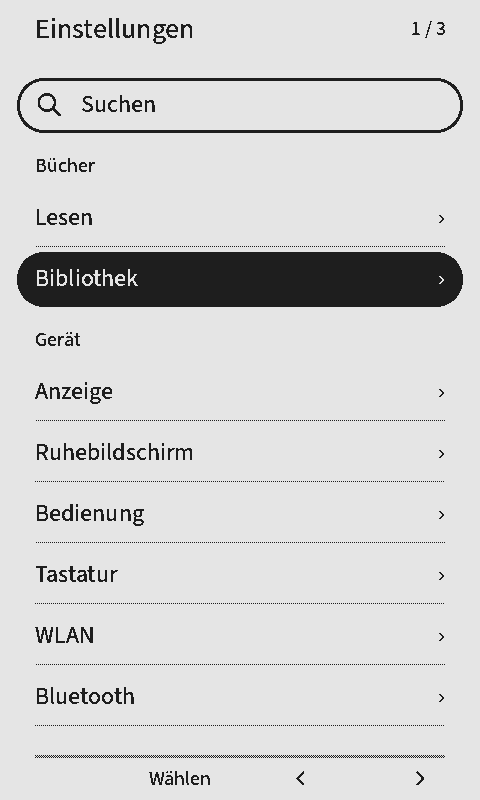 Einstellungen
1 / 3
Suchen
Bücher
Lesen
Bibliothek
Gerät
Anzeige
Ruhebildschirm
Bedienung
Tastatur
WLAN
Bluetooth
Wählen